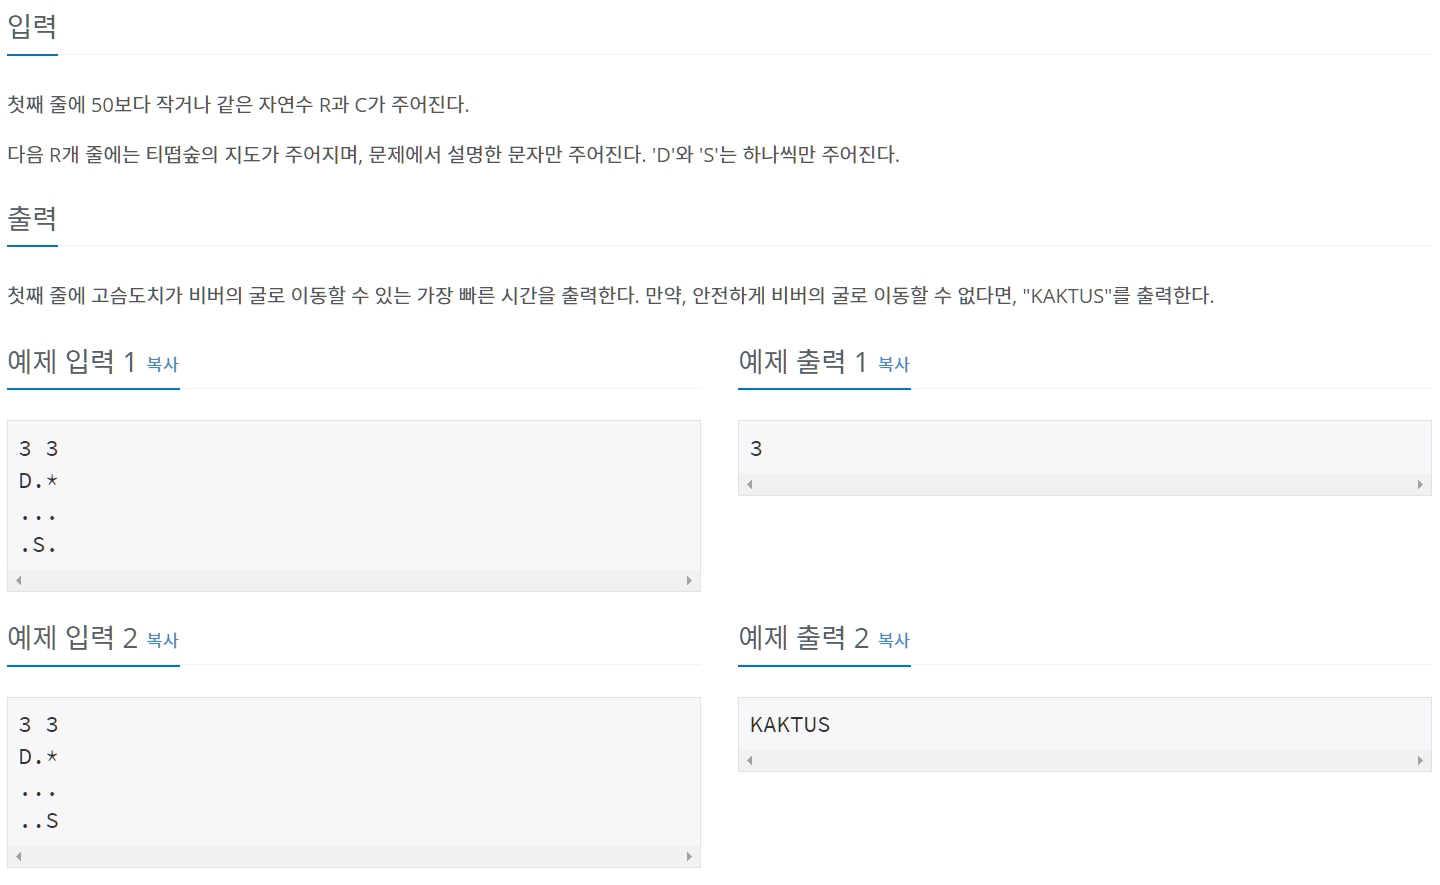 입력
첫째 줄에 50보다 작거나 같은 자연수 R과 C가 주어진다.
다음 R개 줄에는 티떱숲의 지도가 주어지며, 문제에서 설명한 문자만 주어진다. 'D'와 'S'는 하나씩만 주어진다.
출력
첫째 줄에 고슴도치가 비버의 굴로 이동할 수 있는 가장 빠른 시간을 출력한다. 만약, 안전하게 비버의 굴로 이동할 수 없다면, "KAKTUS"를 출력한다.
예제 입력 1 복사
3 3
D.*
...
.S.
예제 출력 1 복사
3
예제 입력 2 복사
3 3
D.*
...
..S
예제 출력 2 복사
KAKTUS